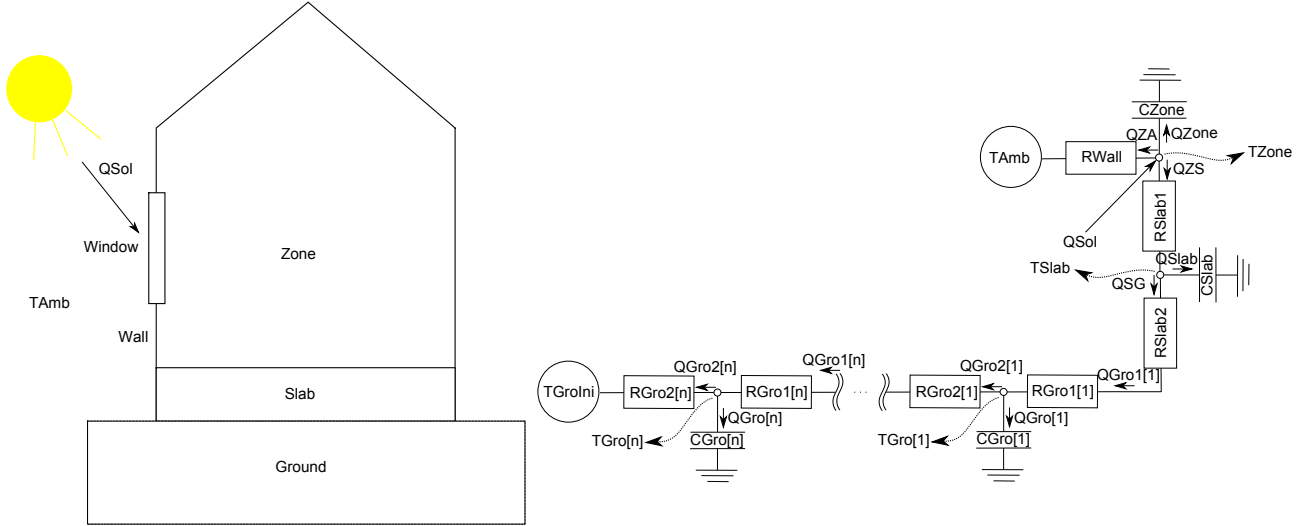 QSol
Window
Zone
TAmb
Wall
Slab
Ground
CZone
QZA
QZone
TAmb
RWall
TZone
QZS
RSlab1
QSol
TSlab
QSlab
CSlab
QSG
RSlab2
TGroIni
QGro2[n]
RGro2[n]
QGro1[n]
RGro1[n]
QGro[n]
TGro[n]
CGro[n]
...
QGro2[1]
RGro2[1]
QGro1[1]
RGro1[1]
QGro[1]
TGro[1]
CGro[1]